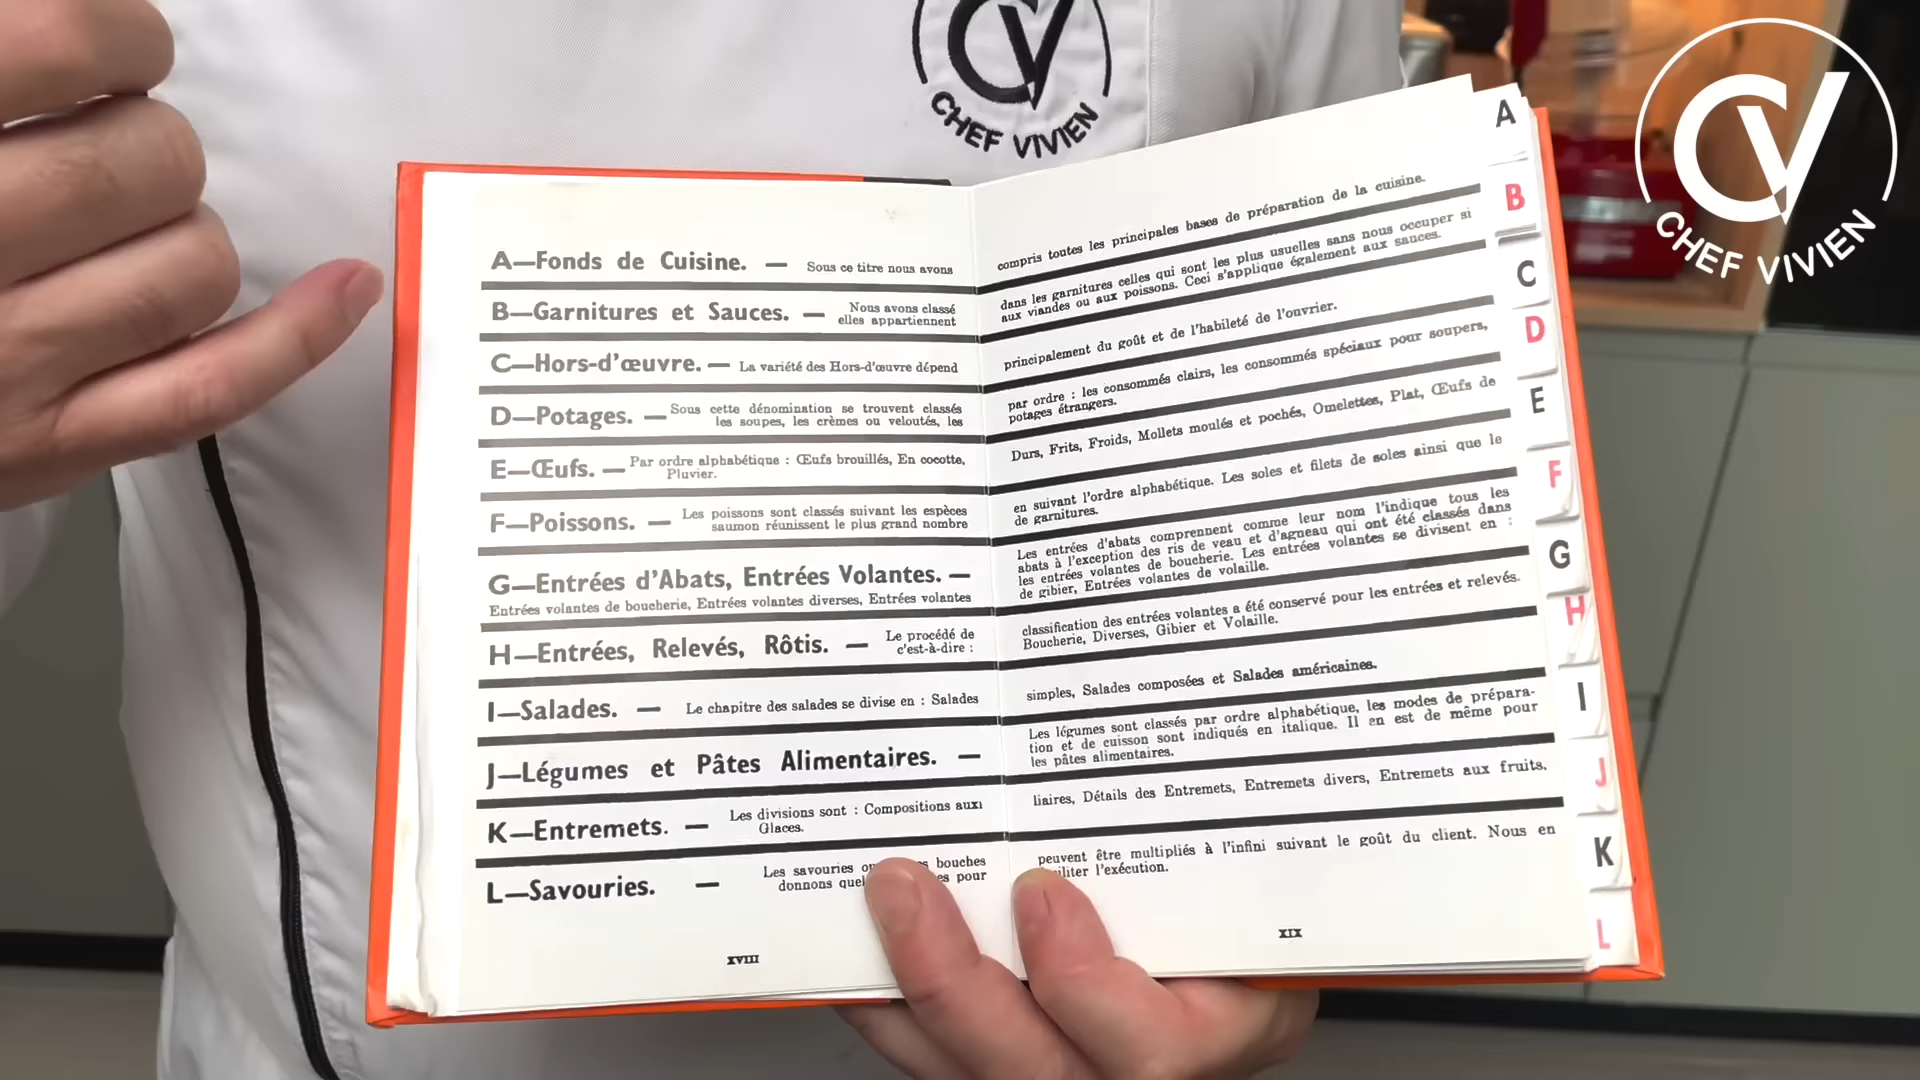 CV
CHEF VIVIEN
CV
CHEF VIVIEN
A—Fonds de Cuisine. — Sous ce titre nous avons
B—Garnitures et Sauces. — Nous avons classé
elles appartiennent
C—Hors-d'œuvre. — La variété des Hors-d'œuvre dépend
D—Potages. — Sous cette dénomination se trouvent classés
les soupes, les crèmes ou veloutés, les
E—Œufs. — Par ordre alphabétique : Œufs brouillés, En cocotte,
Pluvier.
F—Poissons. — Les poissons sont classés suivant les espèces
saumon réunissent le plus grand nombre
G—Entrées d'Abats, Entrées Volantes. —
Entrées volantes de boucherie, Entrées volantes diverses, Entrées volantes
H—Entrées, Relevés, Rôtis. — Le procédé de
c'est-à-dire :
I—Salades. — Le chapitre des salades se divise en : Salades
J—Légumes et Pâtes Alimentaires. —
K—Entremets. — Les divisions sont : Compositions auxi
Glaces.
L—Savouries. — Les savouries bouches
donnons pour
XVIII
compris toutes les principales bases de préparation de la cuisine.
dans les garnitures celles qui sont les plus usuelles sans nous occuper si
aux viandes ou aux poissons. Ceci s'applique également aux sauces.
principalement du goût et de l'habileté de l'ouvrier.
par ordre : les consommés clairs, les consommés spéciaux pour soupers,
potages étrangers.
Durs, Frits, Froids, Mollets moulés et pochés, Omelettes, Plat, Œufs de
en suivant l'ordre alphabétique. Les soles et filets de soles ainsi que le
de garnitures.
Les entrées d'abats comprennent comme leur nom l'indique tous les
abats à l'exception des ris de veau et d'agneau qui ont été classés dans
les entrées volantes de boucherie. Les entrées volantes se divisent en :
de gibier, Entrées volantes de volaille.
classification des entrées volantes a été conservé pour les entrées et relevés.
Boucherie, Diverses, Gibier et Volaille.
simples, Salades composées et Salades américaines.
Les légumes sont classés par ordre alphabétique, les modes de prépara-
tion et de cuisson sont indiqués en italique. Il en est de même pour
les pâtes alimentaires.
liaires, Détails des Entremets, Entremets divers, Entremets aux fruits,
peuvent être multipliés à l'infini suivant le goût du client. Nous en
l'exécution.
XIX
A
B
C
D
E
F
G
H
I
J
K
L